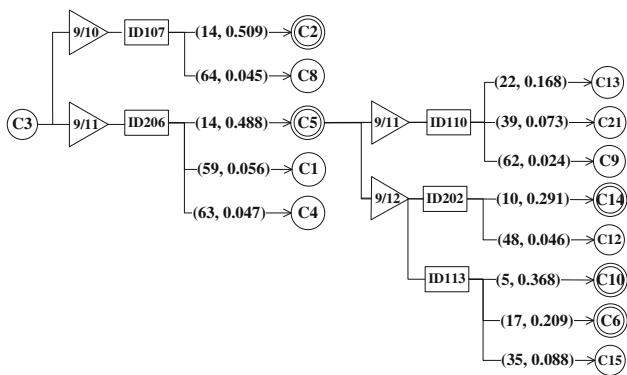 9/10 ID107 (14, 0.509) C2
(64, 0.045) C8
C3 9/11 ID206 (14, 0.488) C5 9/11 ID110 (22, 0.168) C13
(39, 0.073) C21
(62, 0.024) C9
(59, 0.056) C1
(63, 0.047) C4
9/12 ID202 (10, 0.291) C14
(48, 0.046) C12
ID113 (5, 0.368) C10
(17, 0.209) C6
(35, 0.088) C15